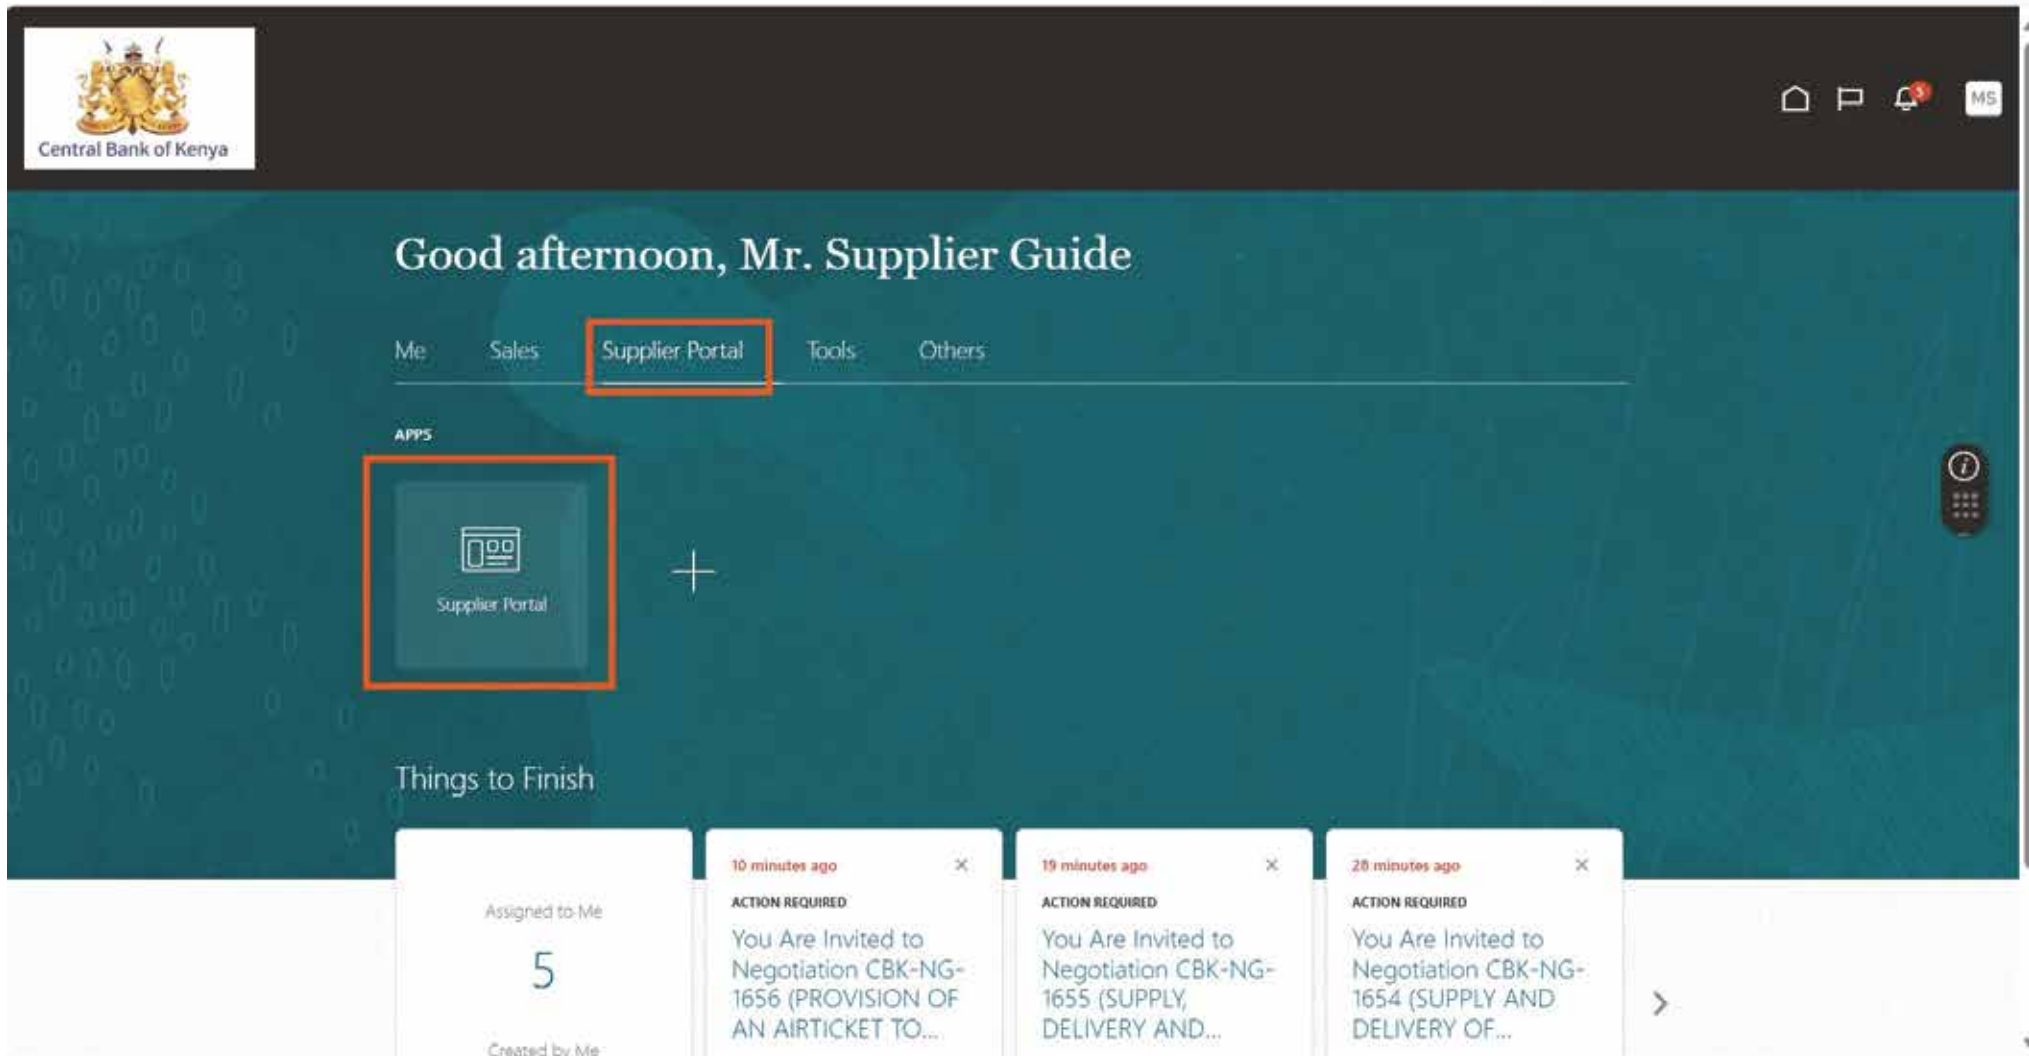 Central Bank of Kenya
5
MS
Good afternoon, Mr. Supplier Guide
Me Sales Supplier Portal Tools Others
APPS
Supplier Portal
Things to Finish
Assigned to Me
5
Created by Me
10 minutes ago
ACTION REQUIRED
You Are Invited to
Negotiation CBK-NG-
1656 (PROVISION OF
AN AIRTICKET TO...
19 minutes ago
ACTION REQUIRED
You Are Invited to
Negotiation CBK-NG-
1655 (SUPPLY,
DELIVERY AND...
28 minutes ago
ACTION REQUIRED
You Are Invited to
Negotiation CBK-NG-
1654 (SUPPLY AND
DELIVERY OF...